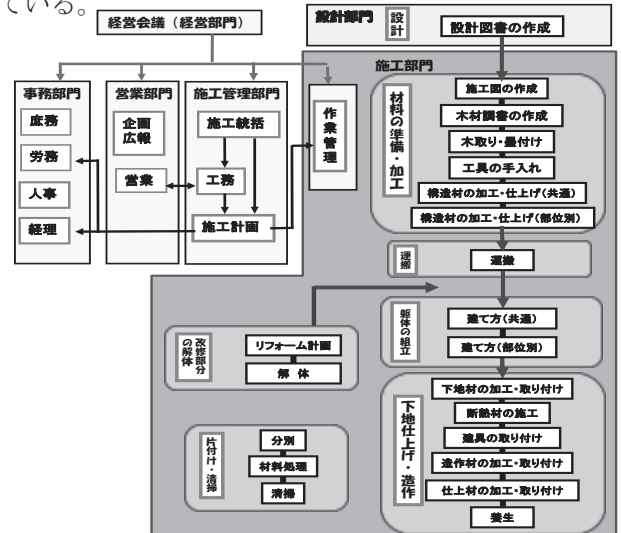 ている。
経営会議（経営部門）
設計部門
設計
設計図書の作成
事務部門
庶務
労務
人事
経理
営業部門
企画
広報
営業
施工管理部門
施工統括
工務
施工計画
作業管理
施工部門
材料の準備・加工
施工図の作成
木材調書の作成
木取り・墨付け
工具の手入れ
構造材の加工・仕上げ(共通)
構造材の加工・仕上げ(部位別)
運搬
運搬
改修部分の解体
リフォーム計画
解 体
躯体の組立
建て方(共通)
建て方(部位別)
片付け・清掃
分別
材料処理
清掃
下地仕上げ・造作
下地材の加工・取り付け
断熱材の施工
建具の取り付け
造作材の加工・取り付け
仕上材の加工・取り付け
養生